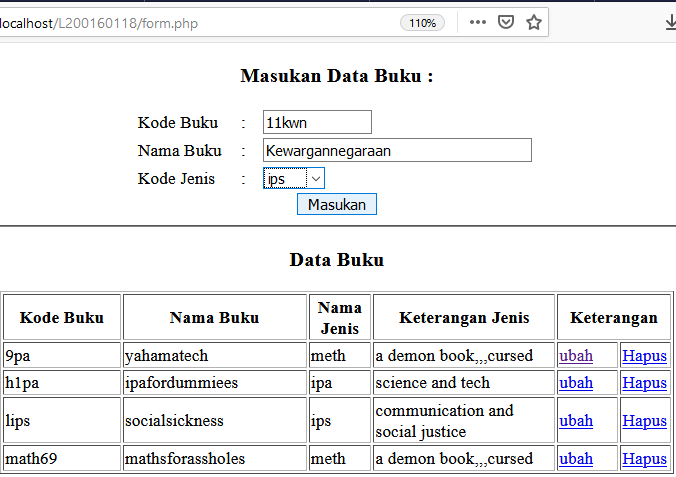 localhost/L200160118/form.php 110%
Masukan Data Buku :
Kode Buku : 11kwn
Nama Buku : Kewargannegaraan
Kode Jenis : ips
Masukan
Data Buku
Kode Buku Nama Buku Nama Jenis Keterangan Jenis Keterangan
9pa yahamatech meth a demon book,,,cursed ubah Hapus
h1pa ipafordummiees ipa science and tech ubah Hapus
lips socialsickness ips communication and social justice ubah Hapus
math69 mathsforassholes meth a demon book,,,cursed ubah Hapus